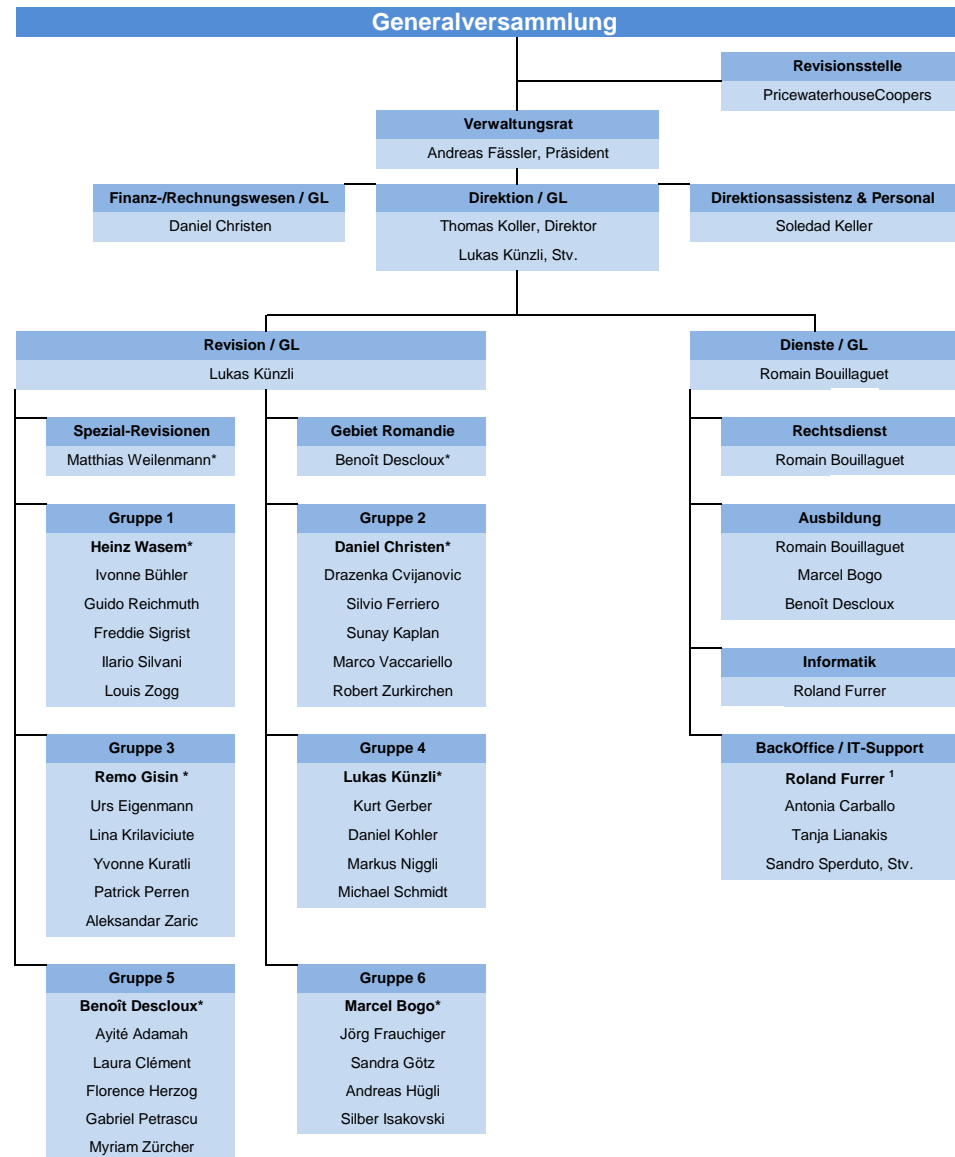 Generalversammlung
Revisionsstelle
PricewaterhouseCoopers
Verwaltungsrat
Andreas Fässler, Präsident
Finanz-/Rechnungswesen / GL
Daniel Christen
Direktion / GL
Thomas Koller, Direktor
Lukas Künzli, Stv.
Direktionsassistenz & Personal
Soledad Keller
Revision / GL
Lukas Künzli
Dienste / GL
Romain Bouillaguet
Spezial-Revisionen
Matthias Weilenmann*
Gebiet Romandie
Benoît Descloux*
Rechtsdienst
Romain Bouillaguet
Gruppe 1
Heinz Wasem*
Ivonne Bühler
Guido Reichmuth
Freddie Sigrist
Ilario Silvani
Louis Zogg
Gruppe 2
Daniel Christen*
Drazenka Cvijanovic
Silvio Ferriero
Sunay Kaplan
Marco Vaccariello
Robert Zurkirchen
Ausbildung
Romain Bouillaguet
Marcel Bogo
Benoît Descloux
Informatik
Roland Furrer
Gruppe 3
Remo Gisin *
Urs Eigenmann
Lina Krilaviciute
Yvonne Kuratli
Patrick Perren
Aleksandar Zaric
Gruppe 4
Lukas Künzli*
Kurt Gerber
Daniel Kohler
Markus Niggli
Michael Schmidt
BackOffice / IT-Support
Roland Furrer ¹
Antonia Carballo
Tanja Lianakis
Sandro Sperduto, Stv.
Gruppe 5
Benoît Descloux*
Ayité Adamah
Laura Clément
Florence Herzog
Gabriel Petrascu
Myriam Zürcher
Gruppe 6
Marcel Bogo*
Jörg Frauchiger
Sandra Götz
Andreas Hügli
Silber Isakovski